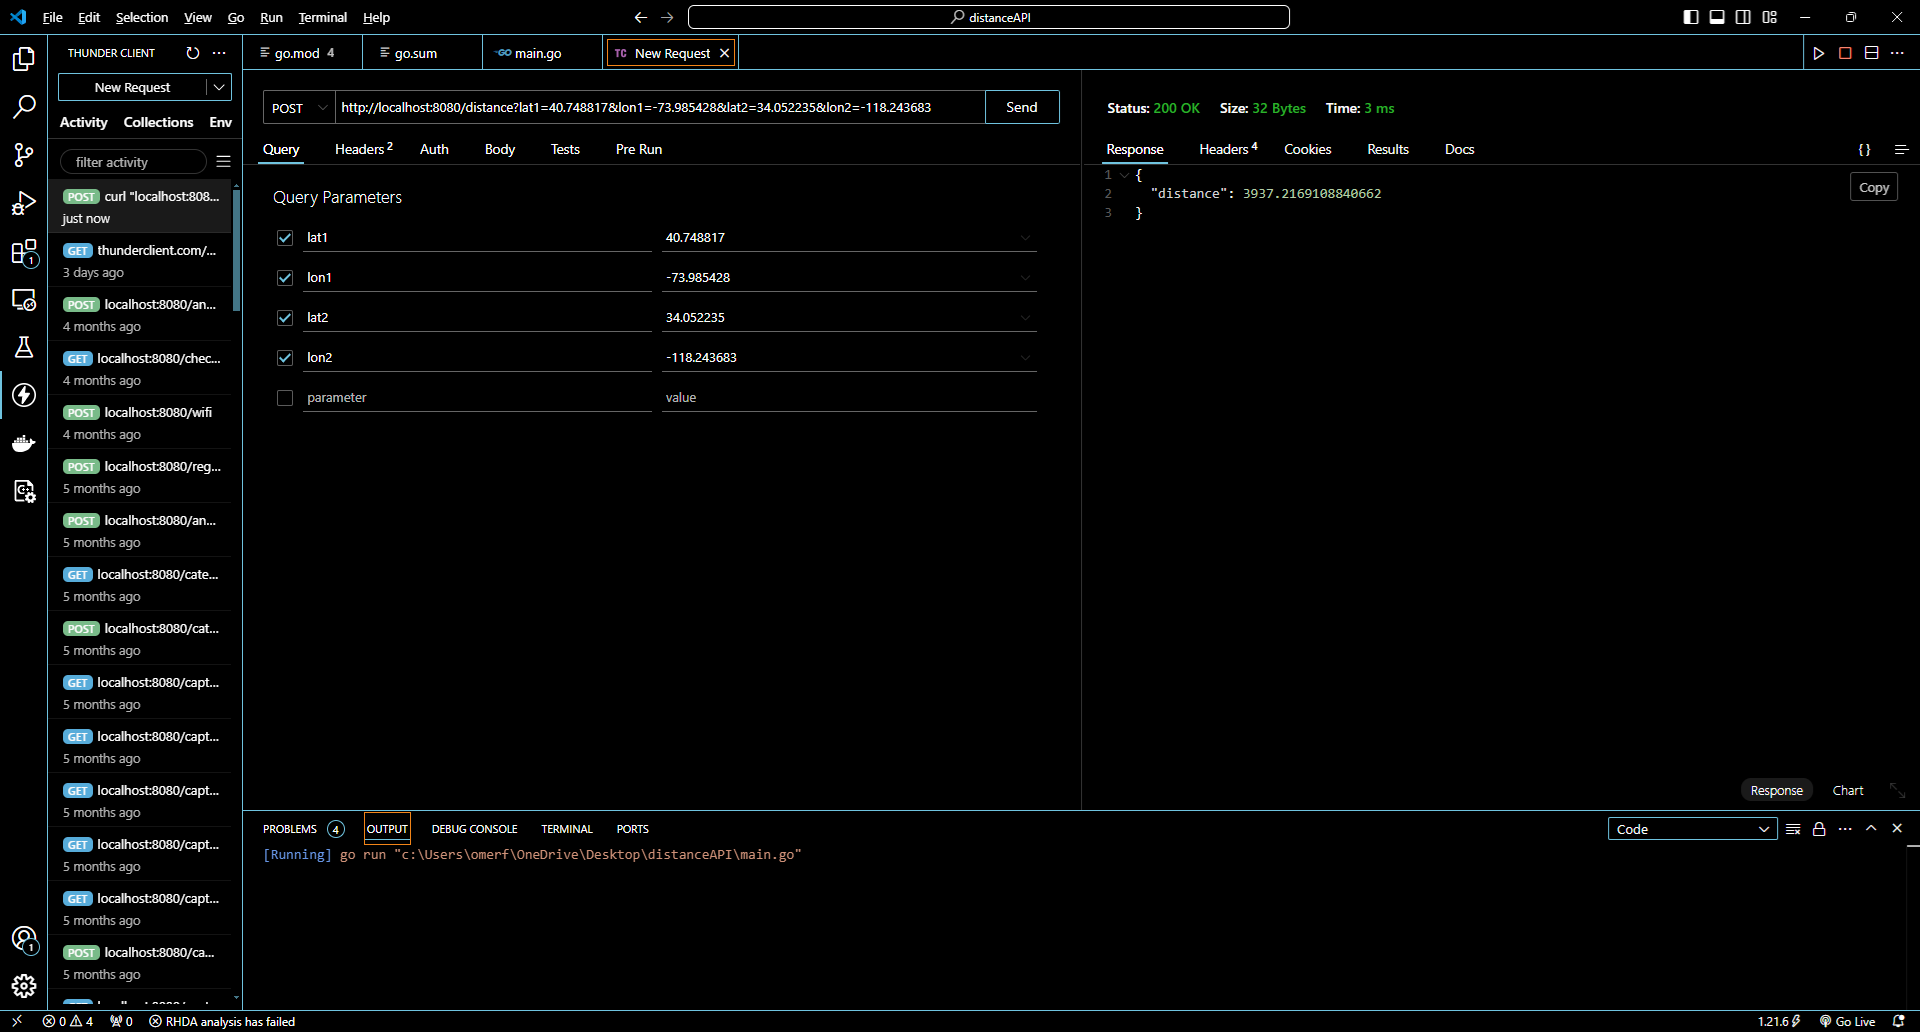 File Edit Selection View Go Run Terminal Help
distanceAPI
THUNDER CLIENT
New Request
Activity Collections Env
filter activity
POST curl "localhost:808...
just now
GET thunderclient.com/...
3 days ago
POST localhost:8080/an...
4 months ago
GET localhost:8080/chec...
4 months ago
POST localhost:8080/wifi
4 months ago
POST localhost:8080/reg...
5 months ago
POST localhost:8080/an...
5 months ago
GET localhost:8080/cate...
5 months ago
POST localhost:8080/cat...
5 months ago
GET localhost:8080/capt...
5 months ago
GET localhost:8080/capt...
5 months ago
GET localhost:8080/capt...
5 months ago
GET localhost:8080/capt...
5 months ago
GET localhost:8080/capt...
5 months ago
POST localhost:8080/ca...
5 months ago
1
1
go.mod 4 go.sum GO main.go TC New Request
POST http://localhost:8080/distance?lat1=40.748817&lon1=-73.985428&lat2=34.052235&lon2=-118.243683 Send
Query Headers 2 Auth Body Tests Pre Run
Query Parameters
lat1 40.748817
lon1 -73.985428
lat2 34.052235
lon2 -118.243683
parameter value
Status: 200 OK Size: 32 Bytes Time: 3 ms
Response Headers 4 Cookies Results Docs {}
1 {
2 "distance": 3937.2169108840662
3 }
Copy
Response Chart
PROBLEMS 4 OUTPUT DEBUG CONSOLE TERMINAL PORTS
Code
[Running] go run "c:\Users\omerf\OneDrive\Desktop\distanceAPI\main.go"
0 4 0 RHDA analysis has failed
1.21.6 Go Live